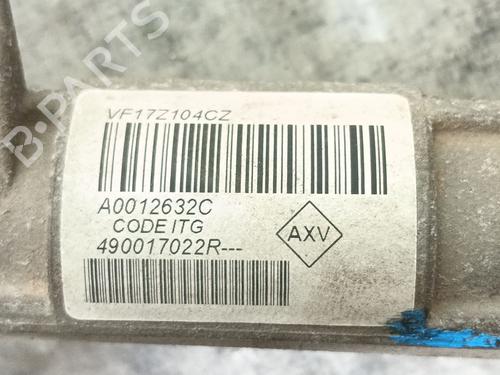 B-PARTS
VF17Z104CZ
A0012632C
CODE ITG
490017022R---
AXV